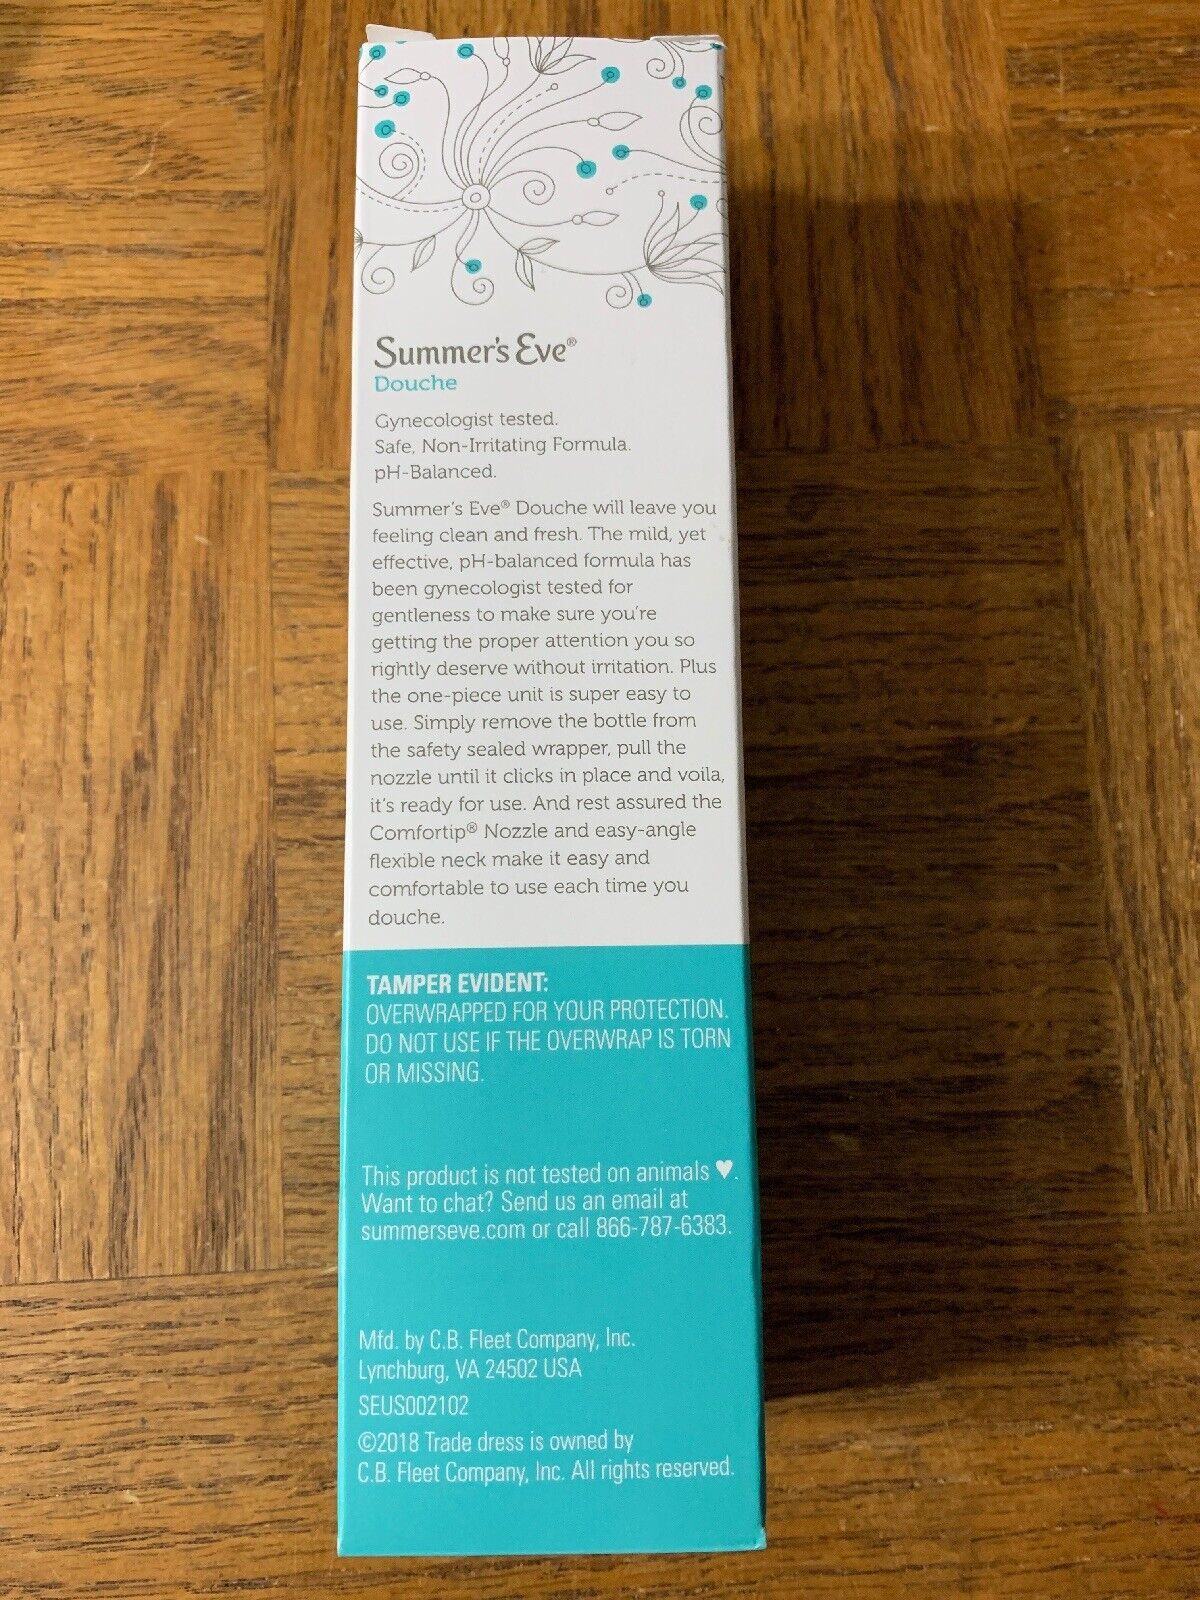 Summer's Eve®
Douche
Gynecologist tested.
Safe, Non-Irritating Formula.
pH-Balanced.
Summer's Eve® Douche will leave you
feeling clean and fresh. The mild, yet
effective, pH-balanced formula has
been gynecologist tested for
gentleness to make sure you're
getting the proper attention you so
rightly deserve without irritation. Plus
the one-piece unit is super easy to
use. Simply remove the bottle from
the safety sealed wrapper, pull the
nozzle until it clicks in place and voila,
it's ready for use. And rest assured the
Comfortip® Nozzle and easy-angle
flexible neck make it easy and
comfortable to use each time you
douche.
TAMPER EVIDENT:
OVERWRAPPED FOR YOUR PROTECTION.
DO NOT USE IF THE OVERWRAP IS TORN
OR MISSING.
This product is not tested on animals ♥.
Want to chat? Send us an email at
summerseve.com or call 866-787-6383.
Mfd. by C.B. Fleet Company, Inc.
Lynchburg, VA 24502 USA
SEUS002102
©2018 Trade dress is owned by
C.B. Fleet Company, Inc. All rights reserved.